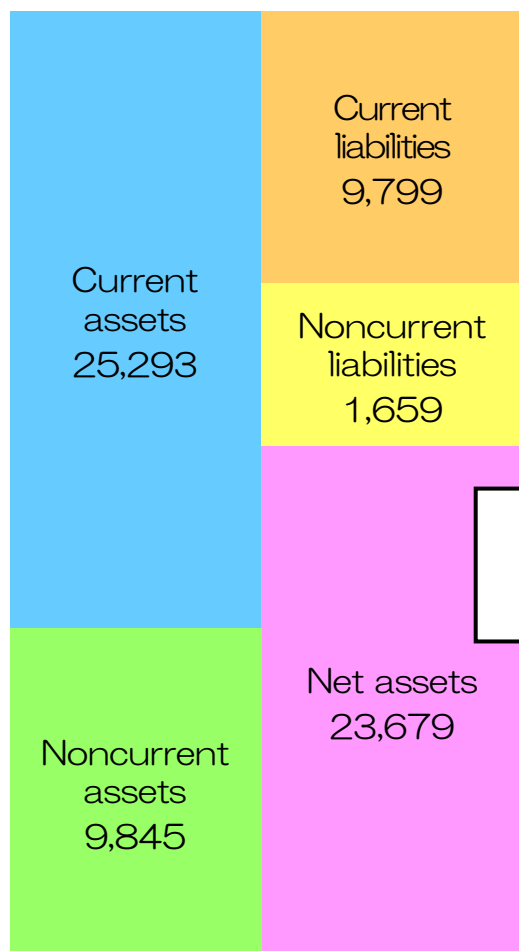 Current
assets
25,293
Noncurrent
assets
9,845
Current
liabilities
9,799
Noncurrent
liabilities
1,659
Net assets
23,679